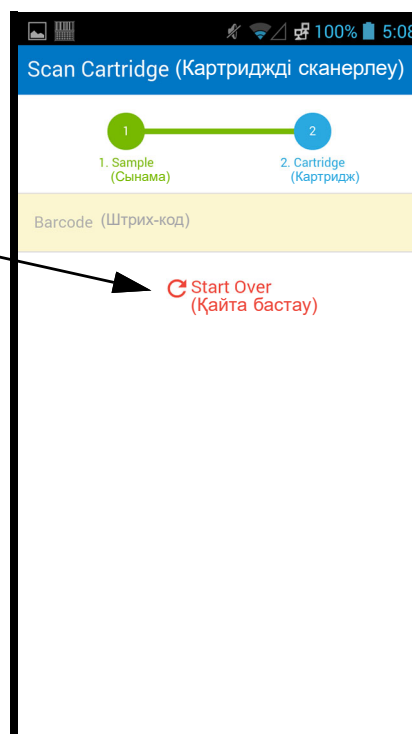 100% 5:08
Scan Cartridge (Картриджді сканерлеу)
1 2
1. Sample 2. Cartridge
(Сынама) (Картридж)
Barcode (Штрих-код)
Start Over
(Қайта бастау)